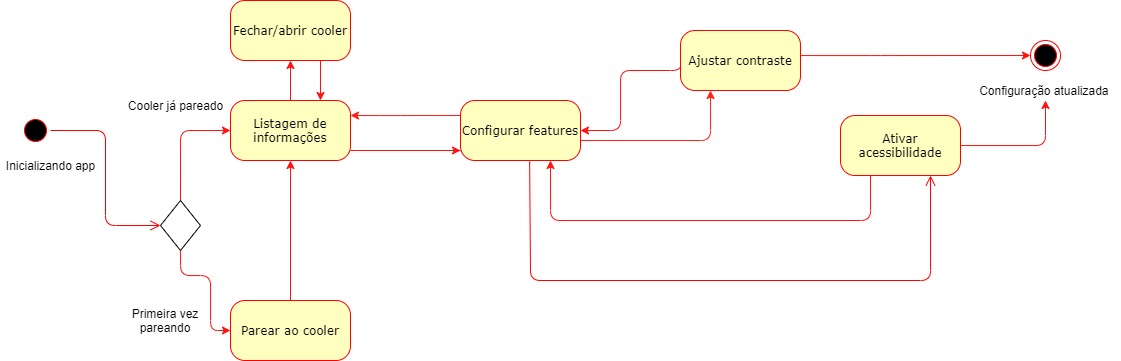 Fechar/abrir cooler
Ajustar contraste
Configuração atualizada
Cooler já pareado
Listagem de
informações
Configurar features
Ativar
acessibilidade
Inicializando app
Primeira vez
pareando
Parear ao cooler